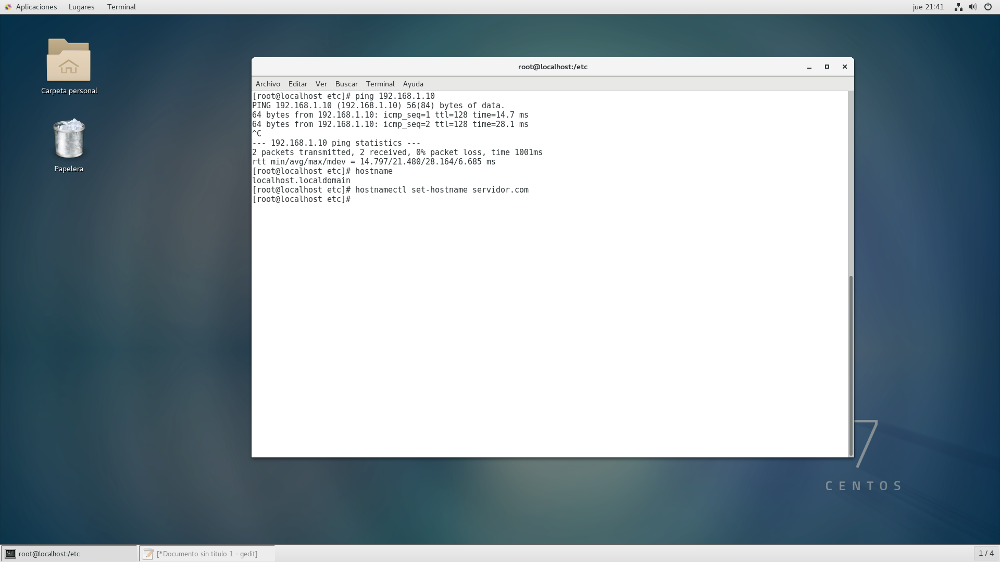 Aplicaciones Lugares Terminal jue 21:41
Carpeta personal
Papelera
root@localhost:/etc
Archivo Editar Ver Buscar Terminal Ayuda
[root@localhost etc]# ping 192.168.1.10
PING 192.168.1.10 (192.168.1.10) 56(84) bytes of data.
64 bytes from 192.168.1.10: icmp_seq=1 ttl=128 time=14.7 ms
64 bytes from 192.168.1.10: icmp_seq=2 ttl=128 time=28.1 ms
^C
--- 192.168.1.10 ping statistics ---
2 packets transmitted, 2 received, 0% packet loss, time 1001ms
rtt min/avg/max/mdev = 14.797/21.480/28.164/6.685 ms
[root@localhost etc]# hostname
localhost.localdomain
[root@localhost etc]# hostnamectl set-hostname servidor.com
[root@localhost etc]#
7
CENTOS
root@localhost:/etc [*Documento sin título 1 - gedit] 1 / 4